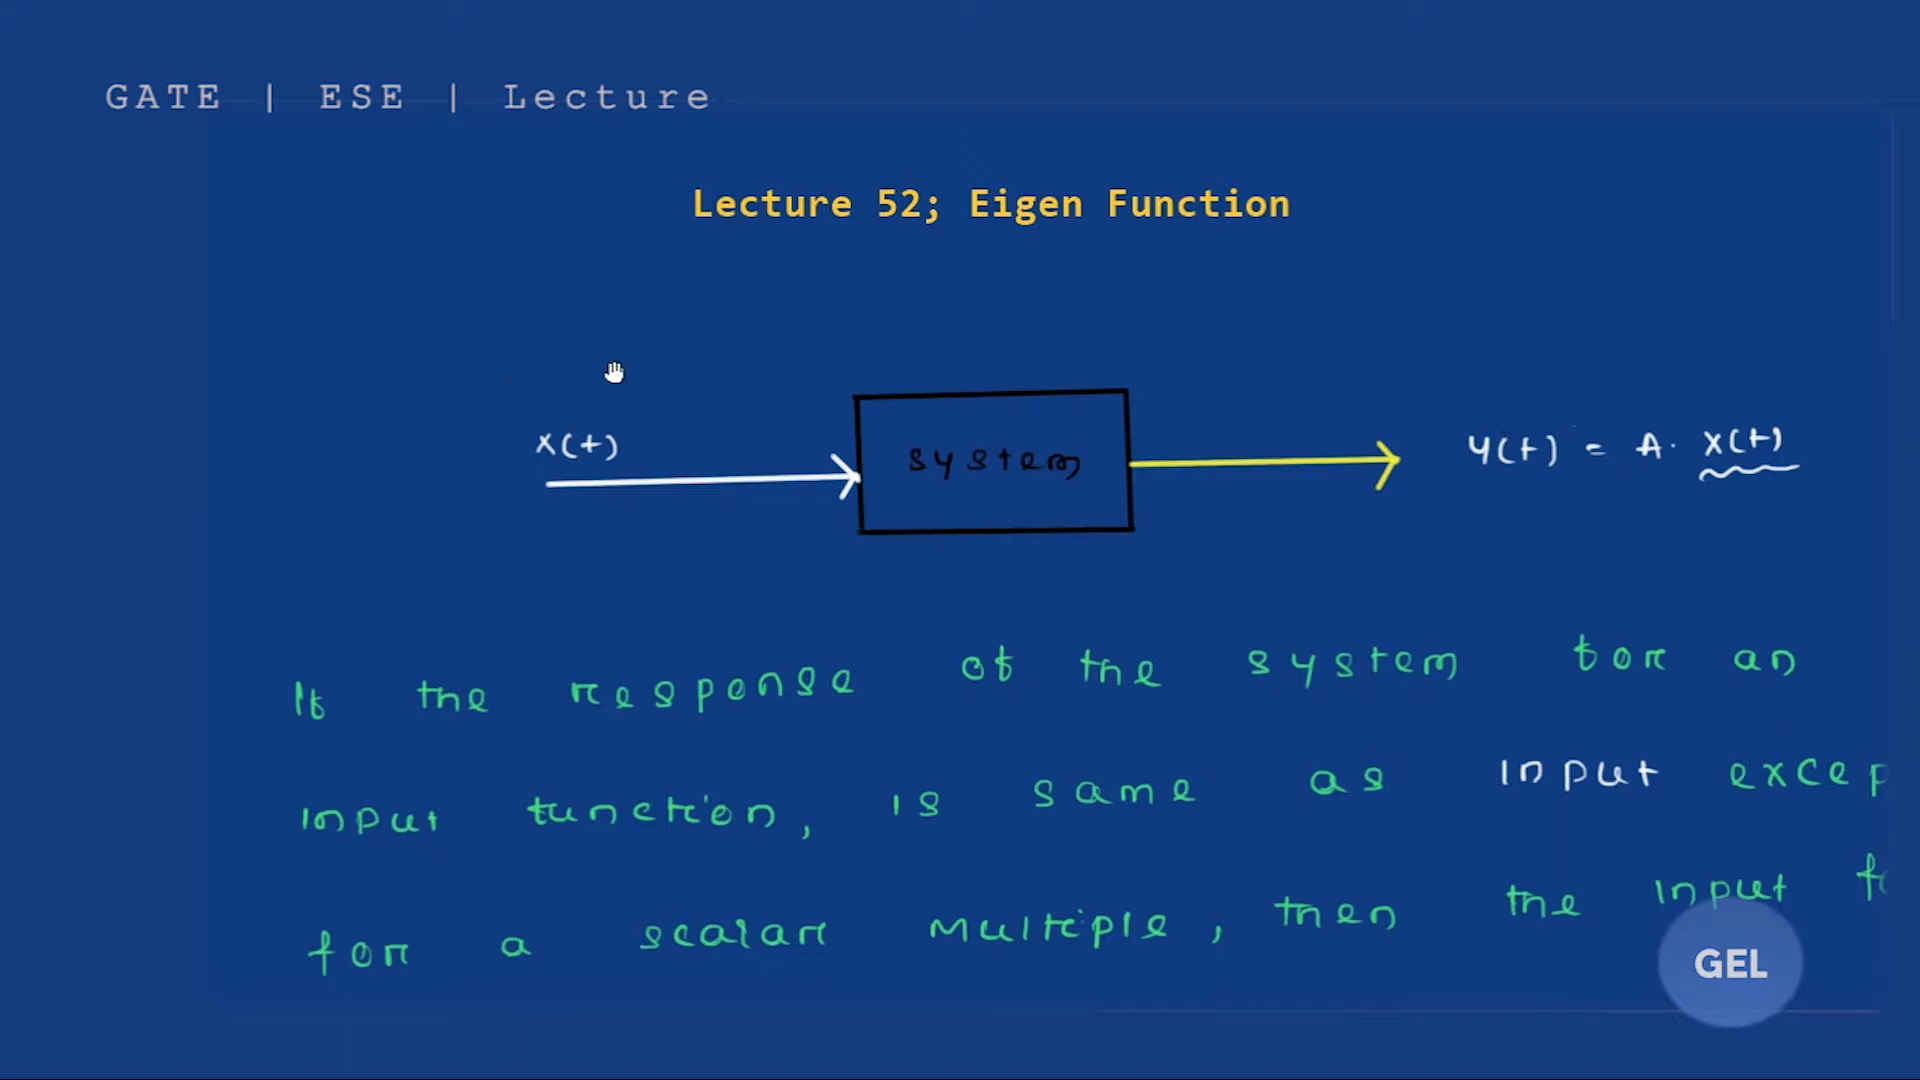 GATE | ESE | Lecture
Lecture 52; Eigen Function
x(t)
system
y(t) = A. x(t)
If the response of the system for an
input function, is same as input excep
for a scalar multiple, then the input f
GEL